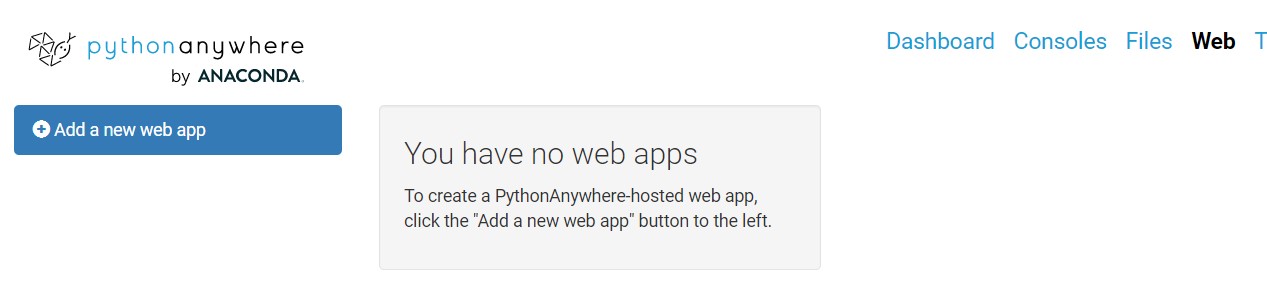 pythonanywhere
by ANACONDA.
Dashboard Consoles Files Web T
Add a new web app
You have no web apps
To create a PythonAnywhere-hosted web app,
click the "Add a new web app" button to the left.